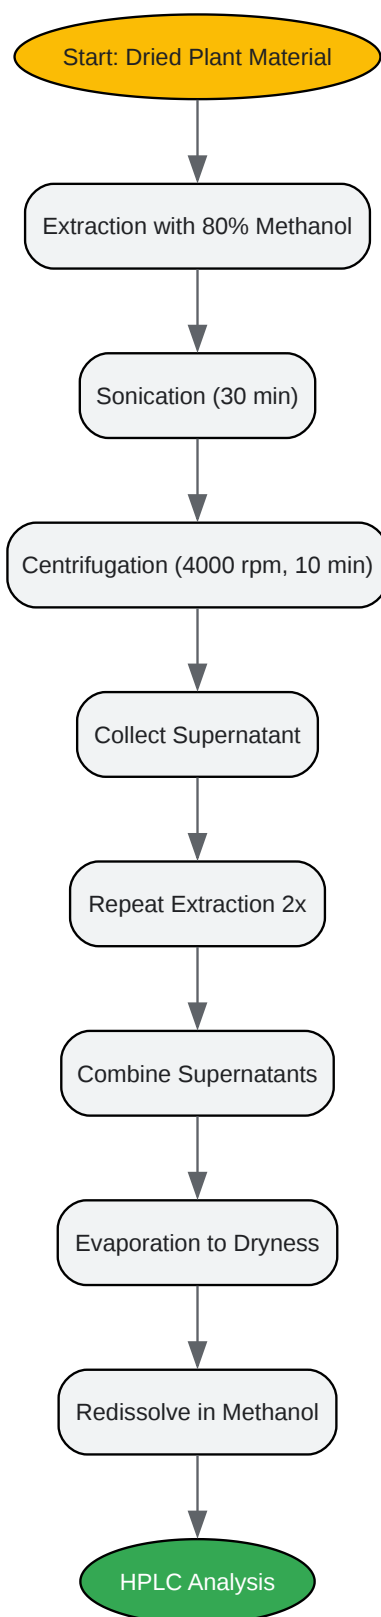 Start: Dried Plant Material
Extraction with 80% Methanol
Sonication (30 min)
Centrifugation (4000 rpm, 10 min)
Collect Supernatant
Repeat Extraction 2x
Combine Supernatants
Evaporation to Dryness
Redissolve in Methanol
HPLC Analysis